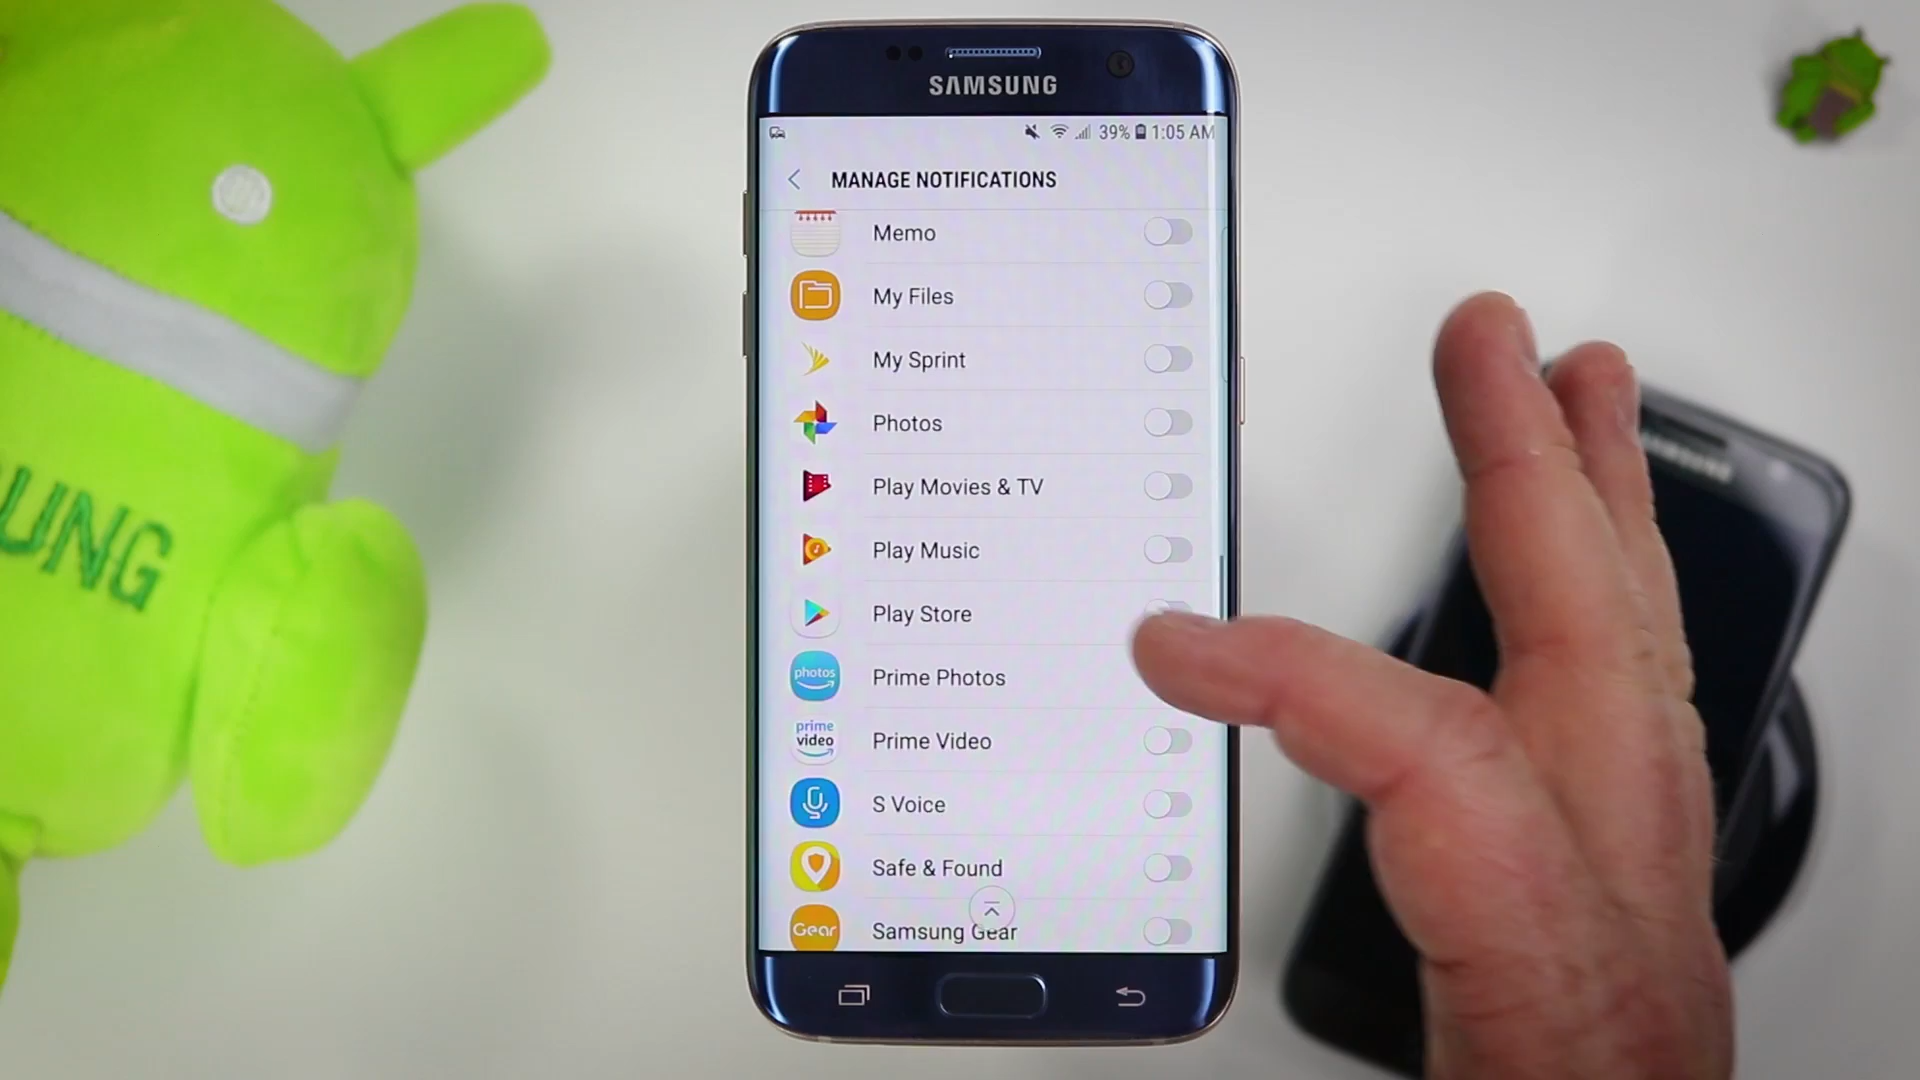 SAMSUNG
39% 1:05 AM
MANAGE NOTIFICATIONS
Memo
My Files
My Sprint
Photos
Play Movies & TV
Play Music
Play Store
photos
Prime Photos
prime video
Prime Video
S Voice
Safe & Found
Gear
Samsung Gear
UNG
SAMSUNG